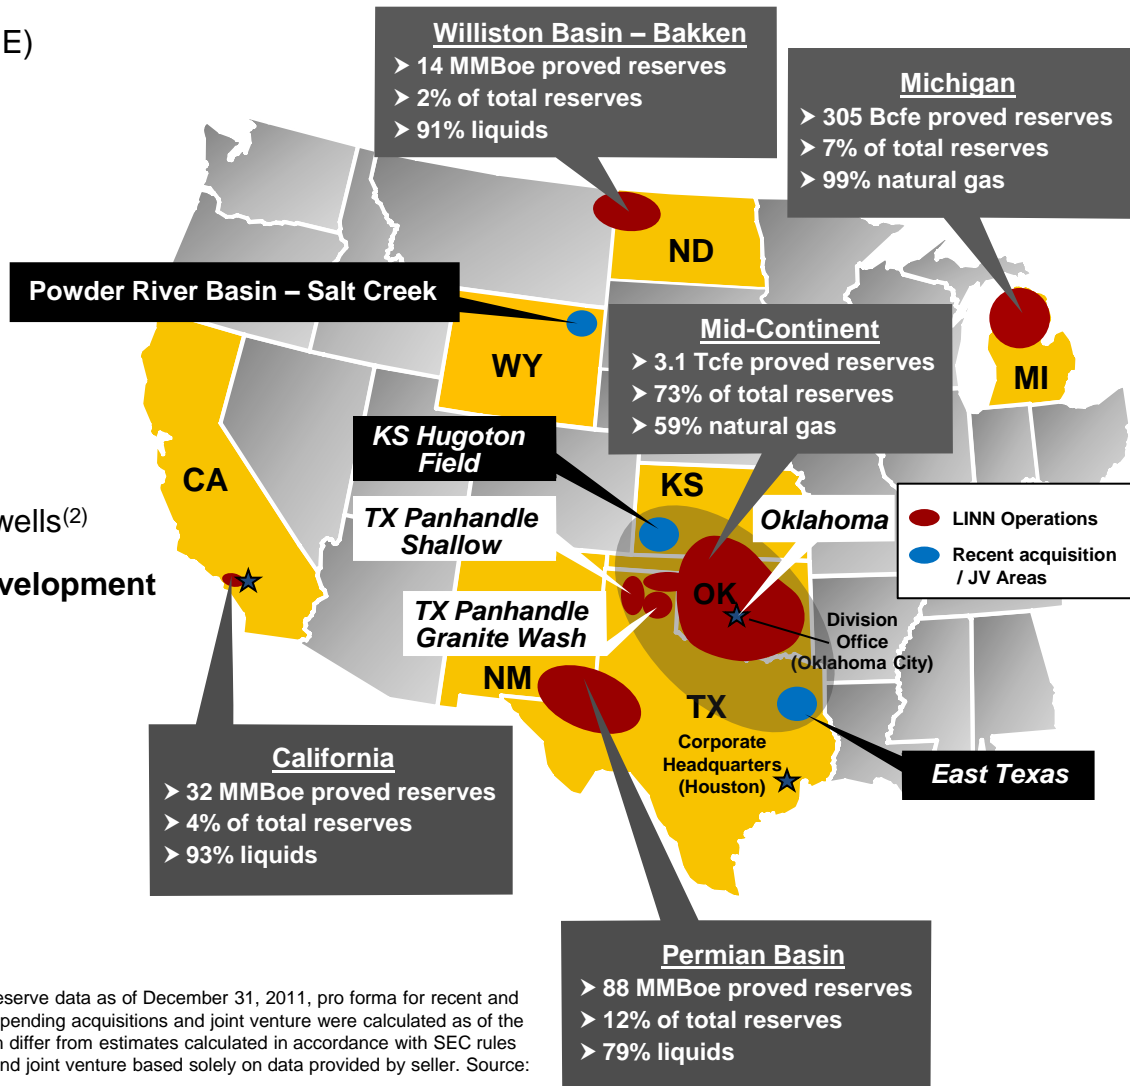 E)
Williston Basin – Bakken
➤ 14 MMBoe proved reserves
➤ 2% of total reserves
➤ 91% liquids
Michigan
➤ 305 Bcfe proved reserves
➤ 7% of total reserves
➤ 99% natural gas
ND
Powder River Basin – Salt Creek
Mid-Continent
➤ 3.1 Tcfe proved reserves
➤ 73% of total reserves
➤ 59% natural gas
WY
MI
KS Hugoton
Field
CA
KS
wells(2)
TX Panhandle
Shallow
Oklahoma
LINN Operations
Recent acquisition
/ JV Areas
velopment
OK
TX Panhandle
Granite Wash
Division
Office
(Oklahoma City)
NM
TX
Corporate
Headquarters
(Houston)
East Texas
California
➤ 32 MMBoe proved reserves
➤ 4% of total reserves
➤ 93% liquids
Permian Basin
➤ 88 MMBoe proved reserves
➤ 12% of total reserves
➤ 79% liquids
eserve data as of December 31, 2011, pro forma for recent and
pending acquisitions and joint venture were calculated as of the
n differ from estimates calculated in accordance with SEC rules
nd joint venture based solely on data provided by seller. Source: